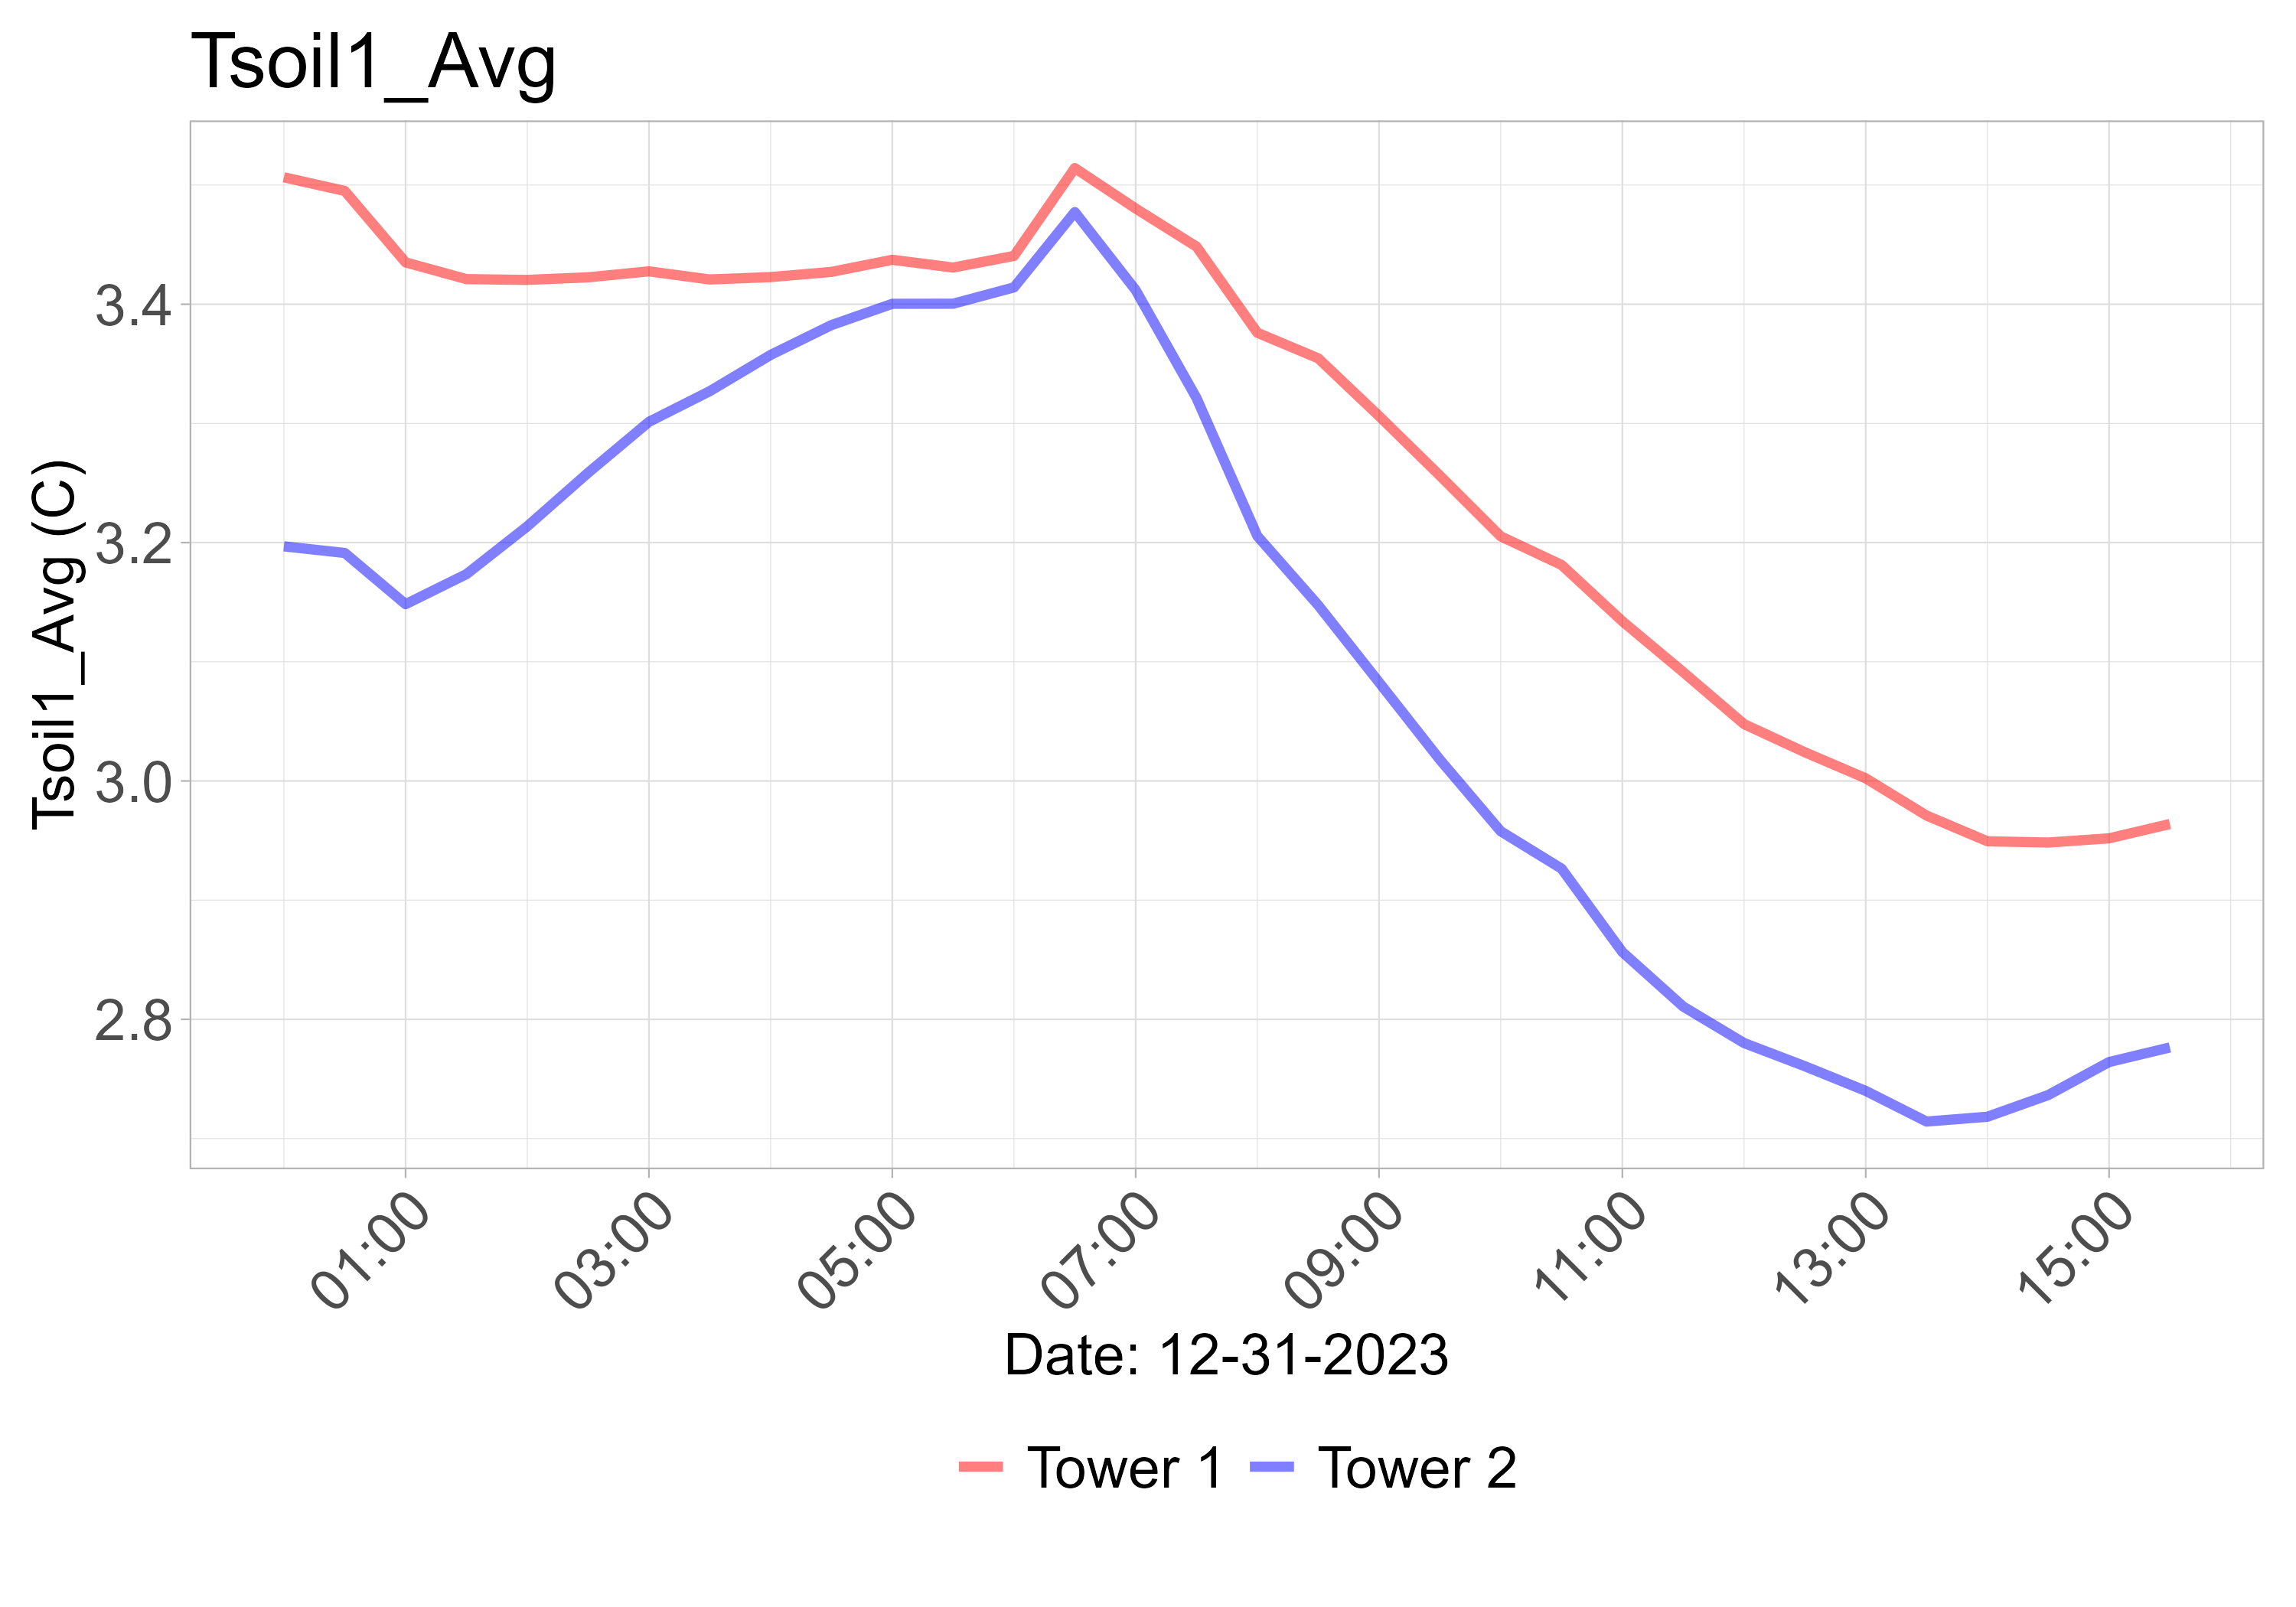 Tsoil1_Avg
Tsoil1_Avg (C)
3.4
3.2
3.0
2.8
01:00 03:00 05:00 07:00 09:00 11:00 13:00 15:00
Date: 12-31-2023
Tower 1 Tower 2